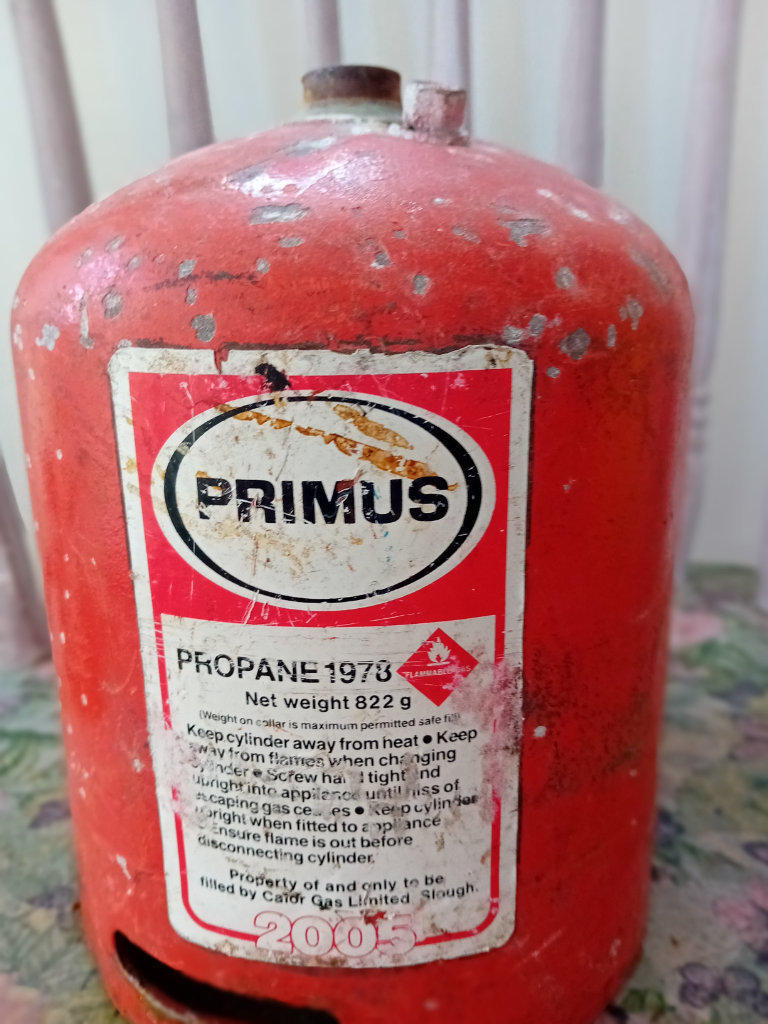 PRIMUS
PROPANE 1978
FLAMMABLE GAS
Net weight 822 g
(Weight on collar is maximum permitted safe fill)
Keep cylinder away from heat • Keep
away from flames when changing
cylinder • Screw hard tight and
upright into appliance until hiss of
escaping gas ceases • Keep cylinder
upright when fitted to appliance
• Ensure flame is out before
disconnecting cylinder.
Property of and only to be
filled by Calor Gas Limited Slough.
2005